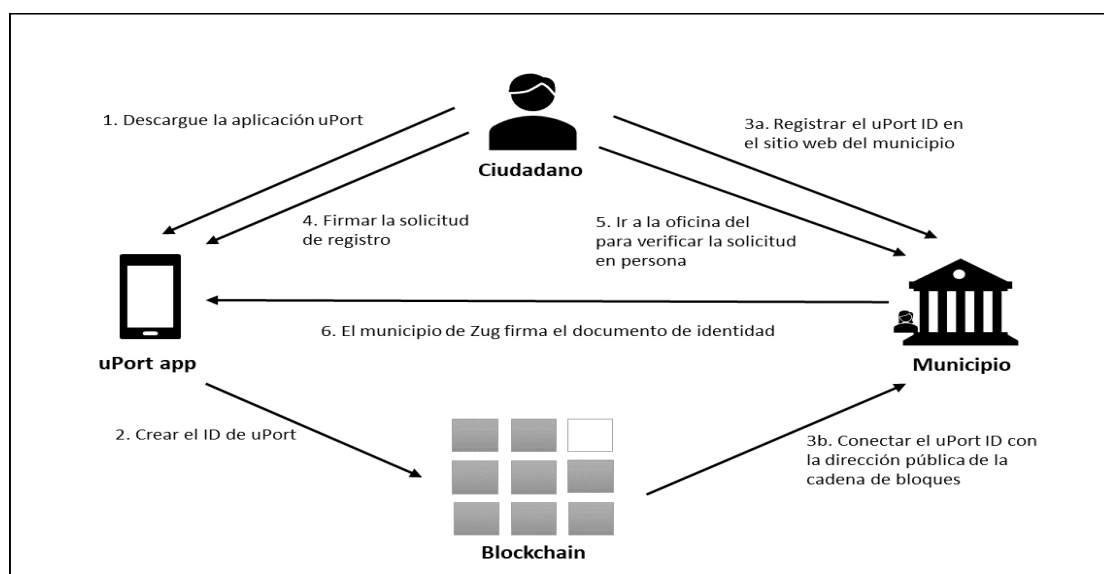 1. Descargue la aplicación uPort
3a. Registrar el uPort ID en
el sitio web del municipio
Ciudadano
4. Firmar la solicitud
de registro
5. Ir a la oficina del
para verificar la solicitud
en persona
6. El municipio de Zug firma el documento de identidad
uPort app
Municipio
2. Crear el ID de uPort
3b. Conectar el uPort ID con
la dirección pública de la
cadena de bloques
Blockchain